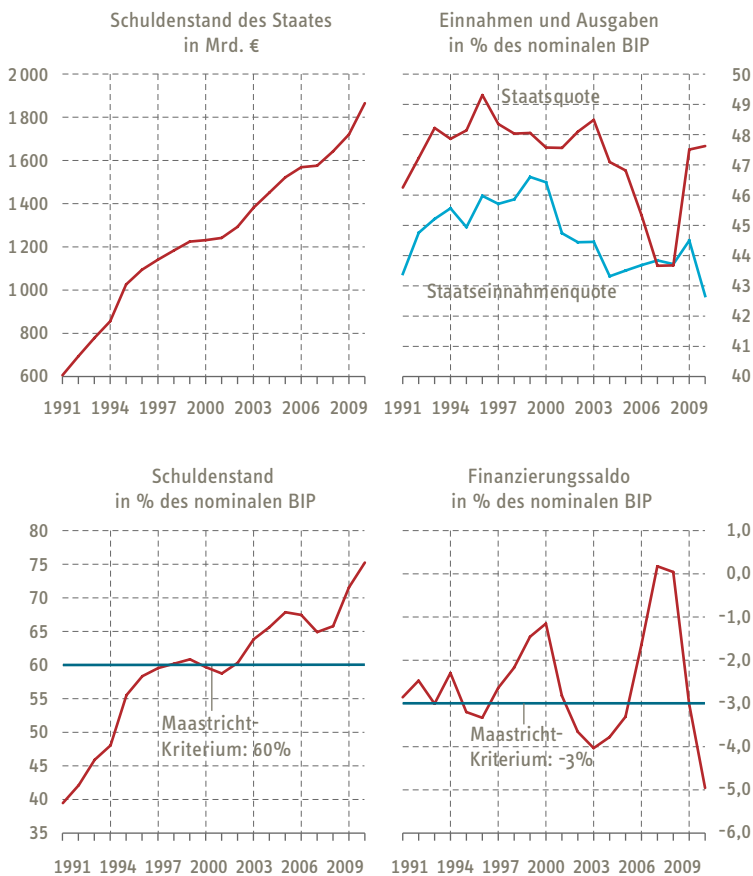 Schuldenstand des Staates
in Mrd. €
2 000
1 800
1 600
1 400
1 200
1 000
800
600
1991 1994 1997 2000 2003 2006 2009
Einnahmen und Ausgaben
in % des nominalen BIP
Staatsquote
Staatseinnahmenquote
50
49
48
47
46
45
44
43
42
41
40
1991 1994 1997 2000 2003 2006 2009
Schuldenstand
in % des nominalen BIP
80
75
70
65
60
55
50
45
40
35
Maastricht-
Kriterium: 60%
1991 1994 1997 2000 2003 2006 2009
Finanzierungssaldo
in % des nominalen BIP
1,0
0,0
-1,0
-2,0
-3,0
-4,0
-5,0
-6,0
Maastricht-
Kriterium: -3%
1991 1994 1997 2000 2003 2006 2009